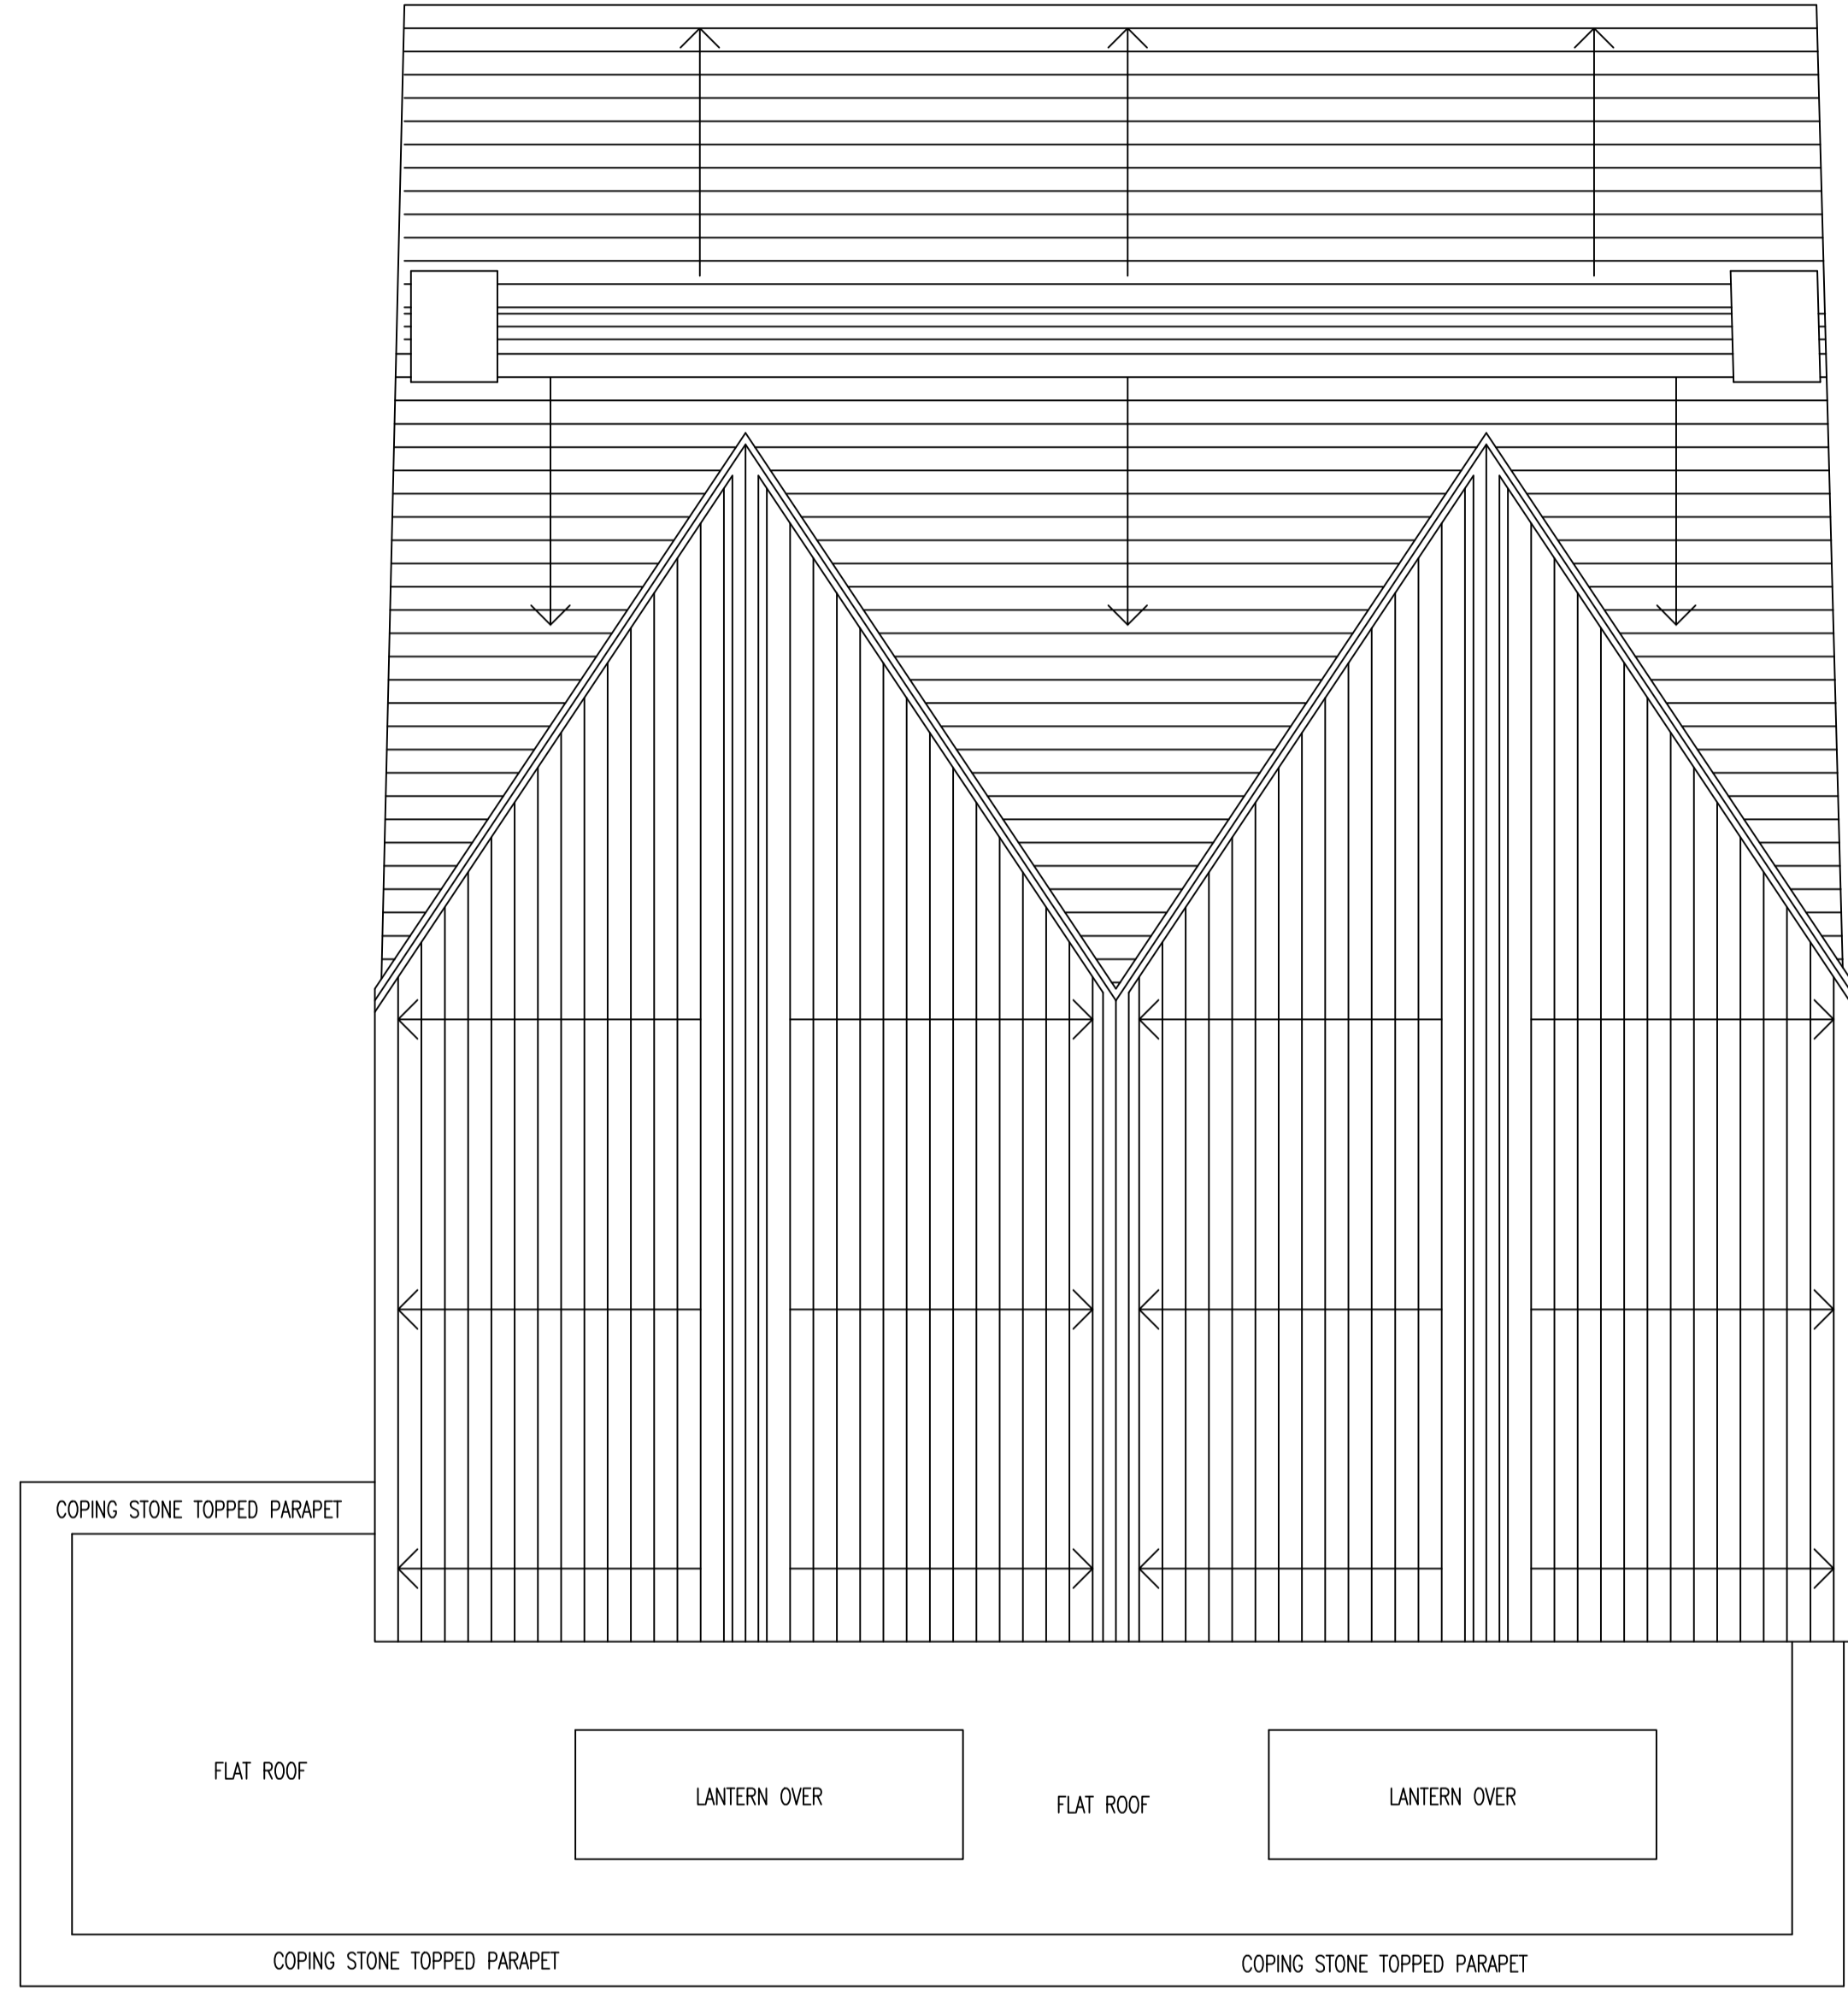 COPING STONE TOPPED PARAPET
FLAT ROOF
LANTERN OVER
FLAT ROOF
LANTERN OVER
COPING STONE TOPPED PARAPET
COPING STONE TOPPED PARAPET